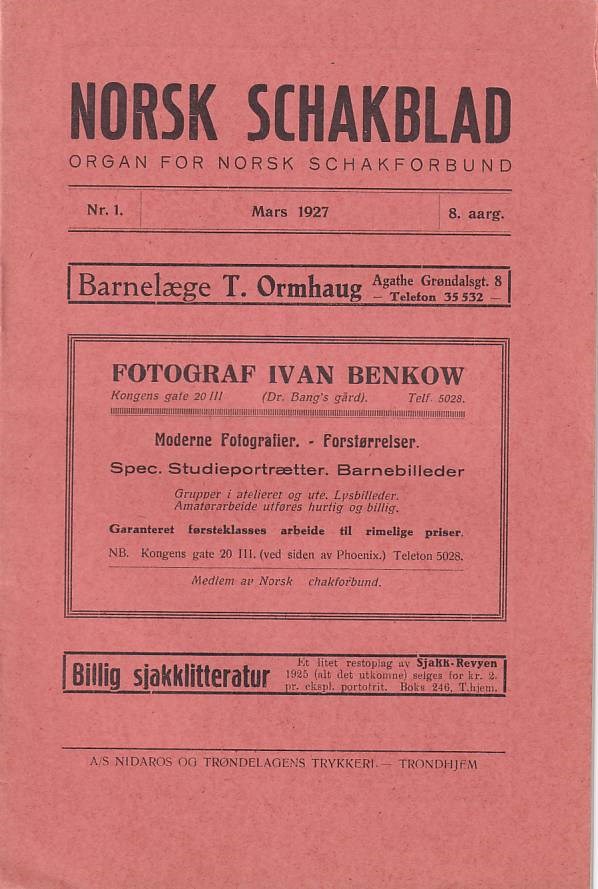 NORSK SCHAKBLAD
ORGAN FOR NORSK SCHAKFORBUND
Nr. 1. Mars 1927 8. aarg.
Barnelæge T. Ormhaug Agathe Grøndalsgt. 8
— Telefon 35 532 —
FOTOGRAF IVAN BENKOW
Kongens gate 20 III (Dr. Bang's gård). Telf. 5028.
Moderne Fotografier. - Forstørrelser.
Spec. Studieportrætter. Barnebilleder
Grupper i atelieret og ute. Lysbilleder.
Amatørarbeide utføres hurtig og billig.
Garanteret førsteklasses arbeide til rimelige priser.
NB. Kongens gate 20 III. (ved siden av Phoenix.) Telefon 5028.
Medlem av Norsk chakforbund.
Billig sjakklitteratur
Et litet restoplag av Sjakk-Revyen
1925 (alt det utkomne) selges for kr. 2.
pr. ekspl. portofrit. Boks 246, T.hjem.
A/S NIDAROS OG TRØNDELAGENS TRYKKERI — TRONDHJEM